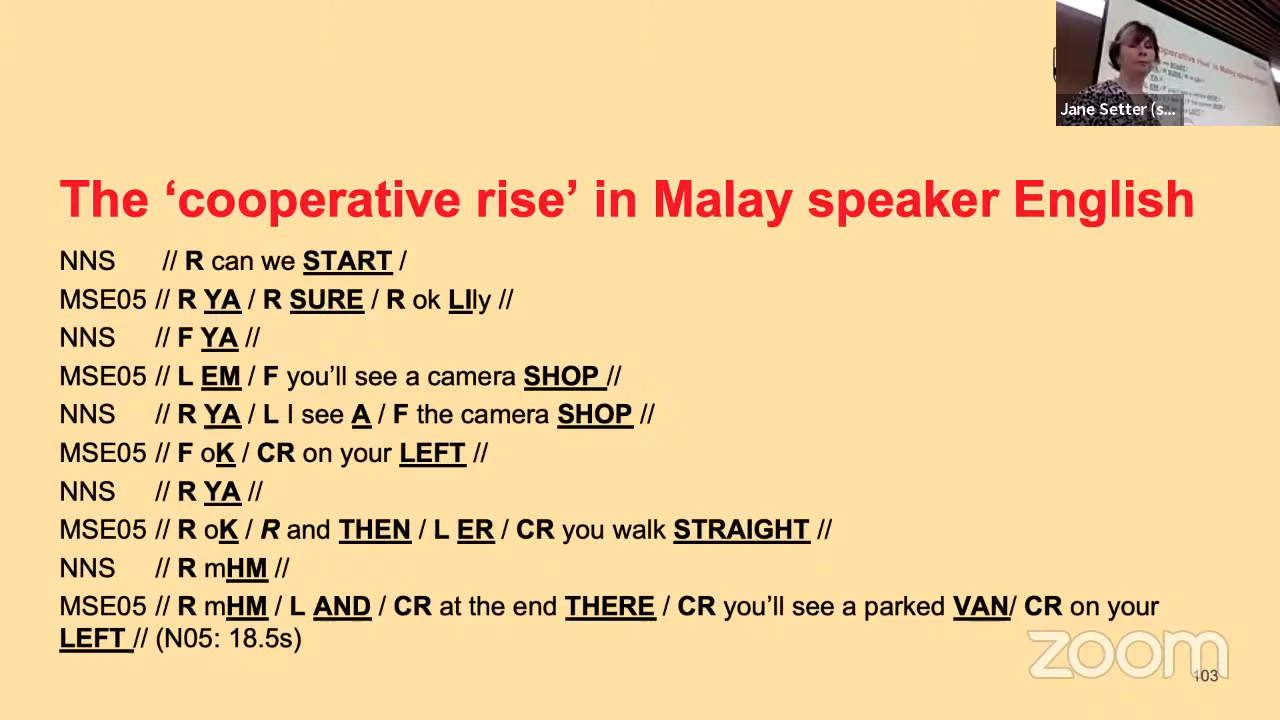 Jane Setter (s...
The ‘cooperative rise’ in Malay speaker English
NNS // R can we START /
MSE05 // R YA / R SURE / R ok LIlly //
NNS // F YA //
MSE05 // L EM / F you’ll see a camera SHOP //
NNS // R YA / L I see A / F the camera SHOP //
MSE05 // F oK / CR on your LEFT //
NNS // R YA //
MSE05 // R oK / R and THEN / L ER / CR you walk STRAIGHT //
NNS // R mHM //
MSE05 // R mHM / L AND / CR at the end THERE / CR you’ll see a parked VAN/ CR on your
LEFT // (N05: 18.5s)
zoom
103